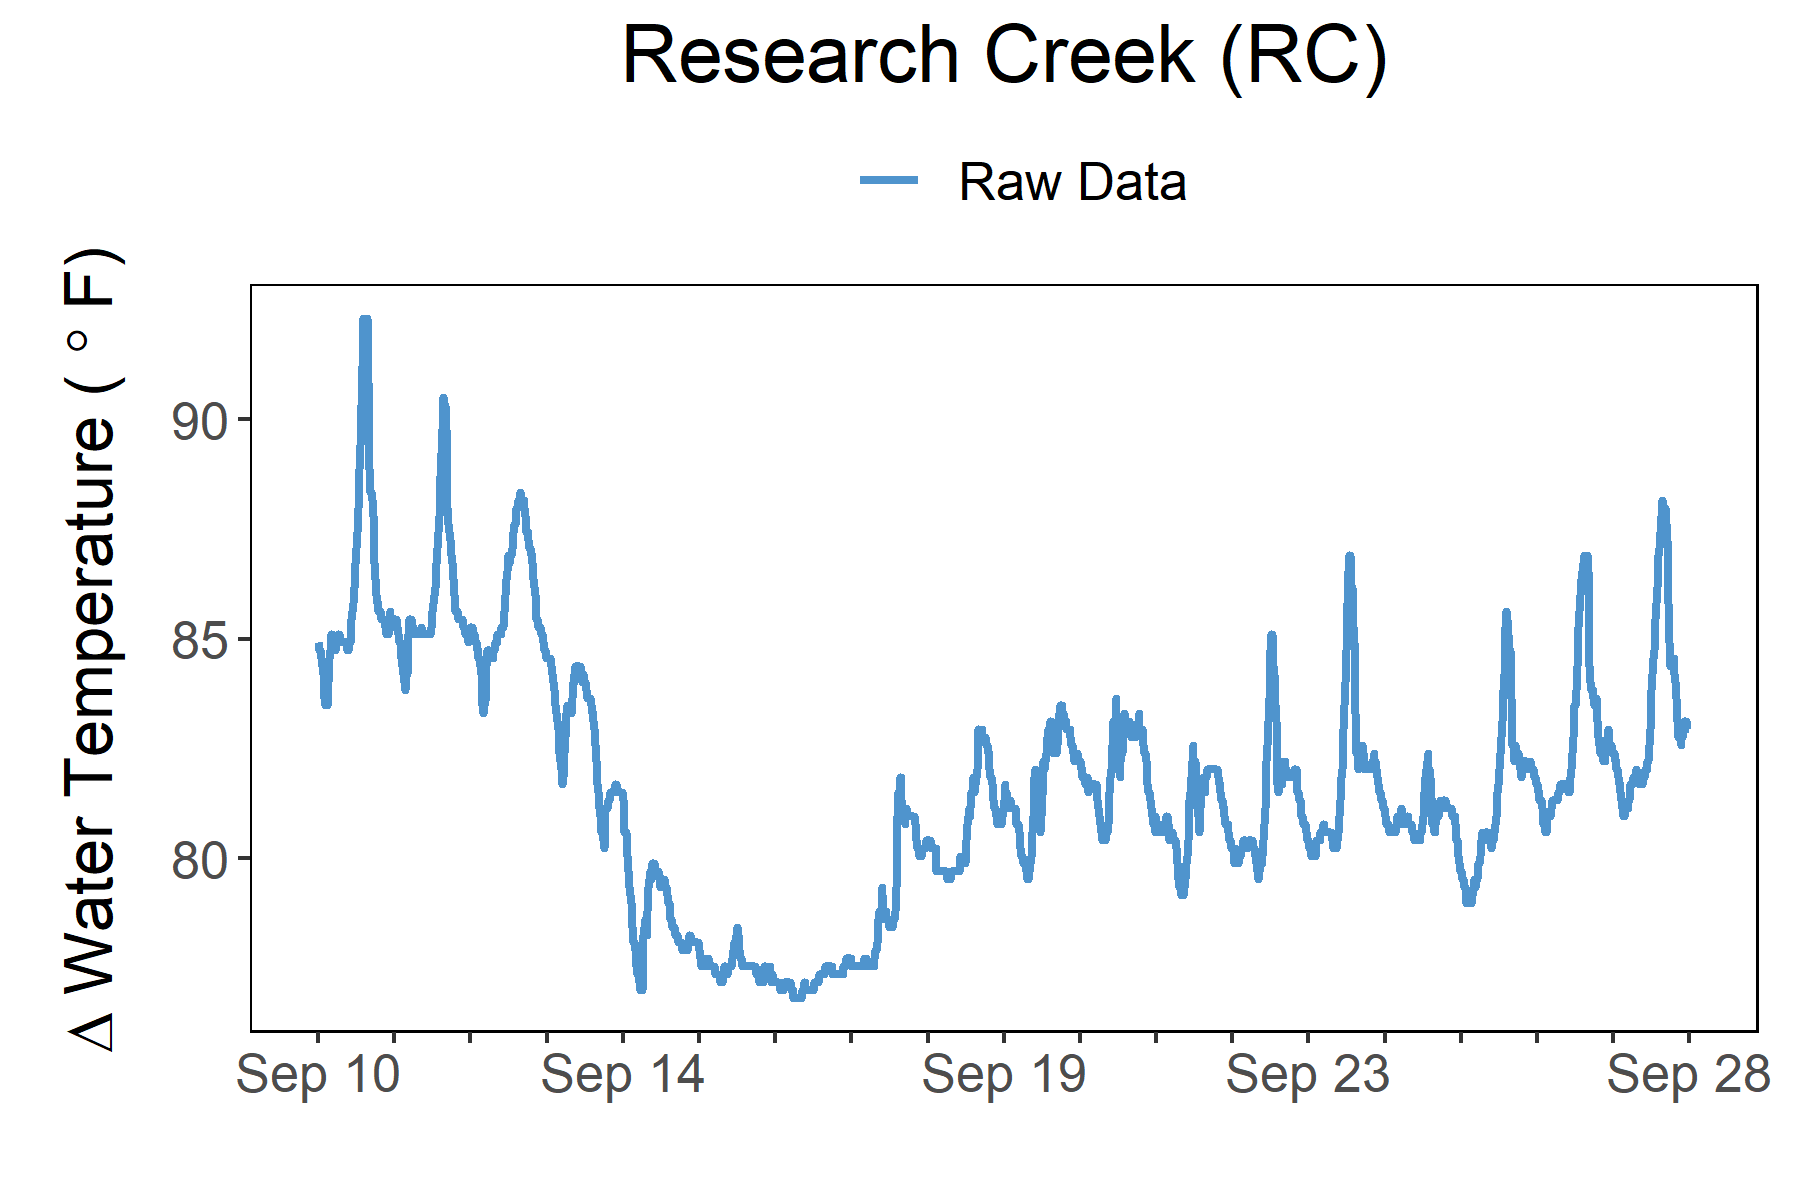 Research Creek (RC)
Raw Data
Δ Water Temperature ( ° F)
90
85
80
Sep 10 Sep 14 Sep 19 Sep 23 Sep 28